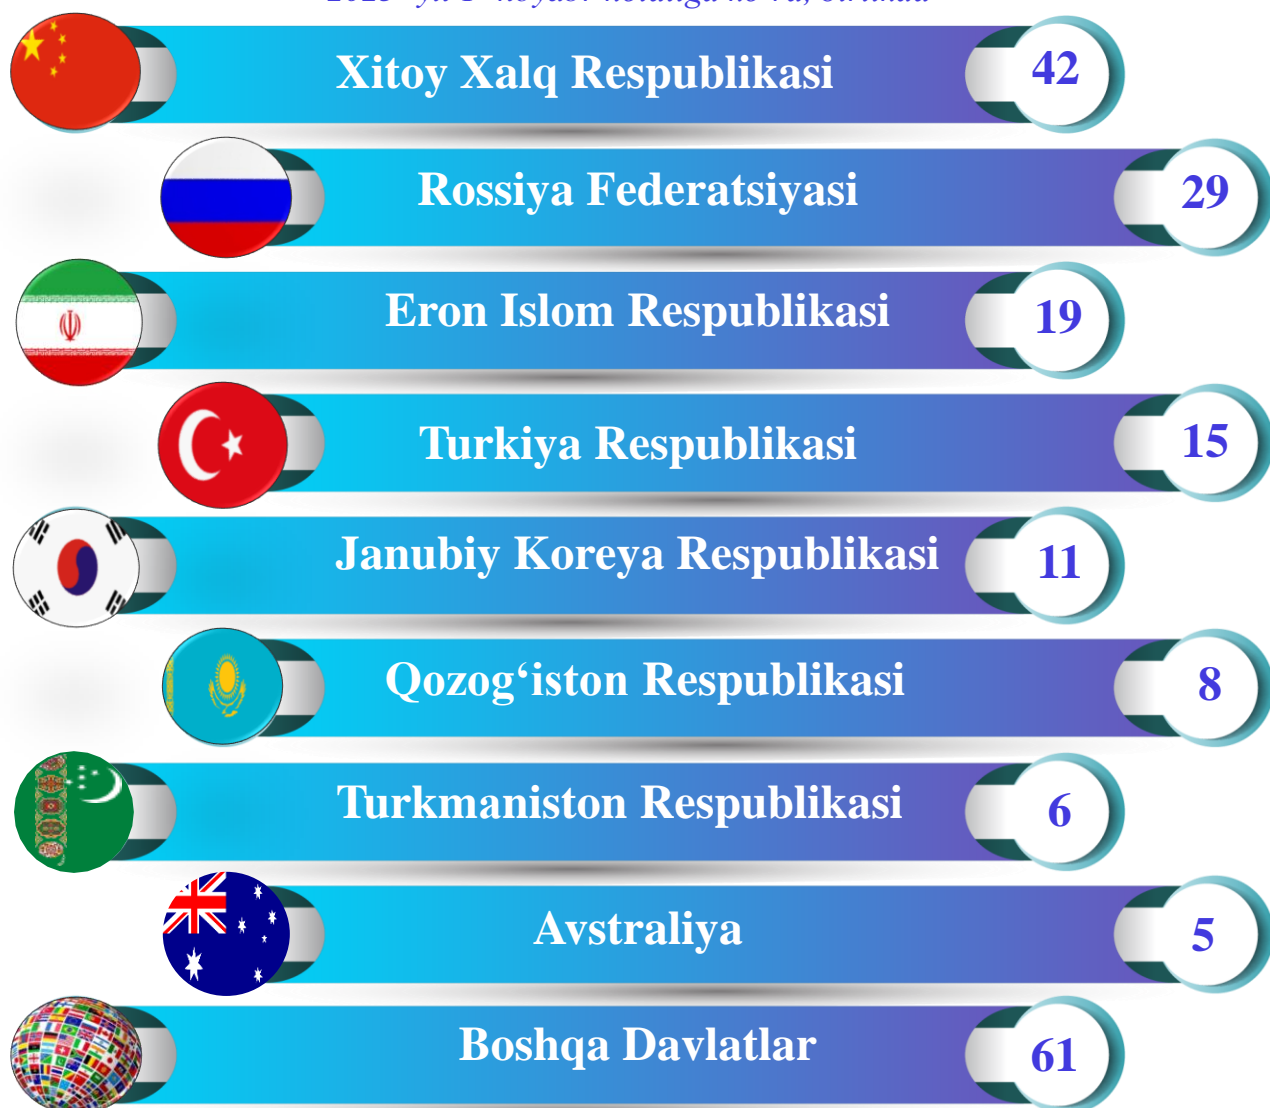 Xitoy Xalq Respublikasi 42
Rossiya Federatsiyasi 29
Eron Islom Respublikasi 19
Turkiya Respublikasi 15
Janubiy Koreya Respublikasi 11
Qozog‘iston Respublikasi 8
Turkmaniston Respublikasi 6
Avstraliya 5
Boshqa Davlatlar 61